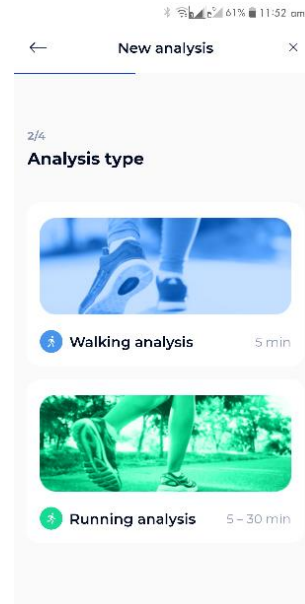 61% 11:52 am
New analysis
2/4
Analysis type
Walking analysis 5 min
Running analysis 5 – 30 min